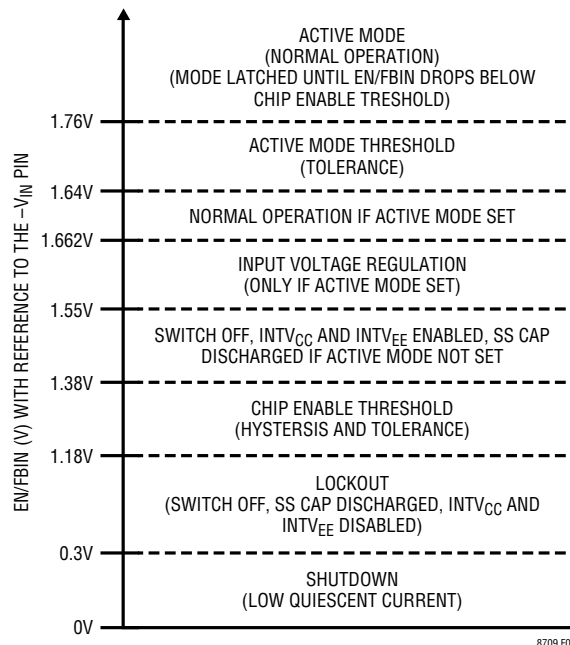 ACTIVE MODE
(NORMAL OPERATION)
(MODE LATCHED UNTIL EN/FBIN DROPS BELOW
CHIP ENABLE TRESHOLD)
1.76V
ACTIVE MODE THRESHOLD
(TOLERANCE)
1.64V
NORMAL OPERATION IF ACTIVE MODE SET
1.662V
INPUT VOLTAGE REGULATION
(ONLY IF ACTIVE MODE SET)
1.55V
SWITCH OFF, INTVCC AND INTVEE ENABLED, SS CAP
DISCHARGED IF ACTIVE MODE NOT SET
1.38V
CHIP ENABLE THRESHOLD
(HYSTERSIS AND TOLERANCE)
1.18V
LOCKOUT
(SWITCH OFF, SS CAP DISCHARGED, INTVCC AND
INTVEE DISABLED)
0.3V
SHUTDOWN
(LOW QUIESCENT CURRENT)
0V
EN/FBIN (V) WITH REFERENCE TO THE –VIN PIN
8709